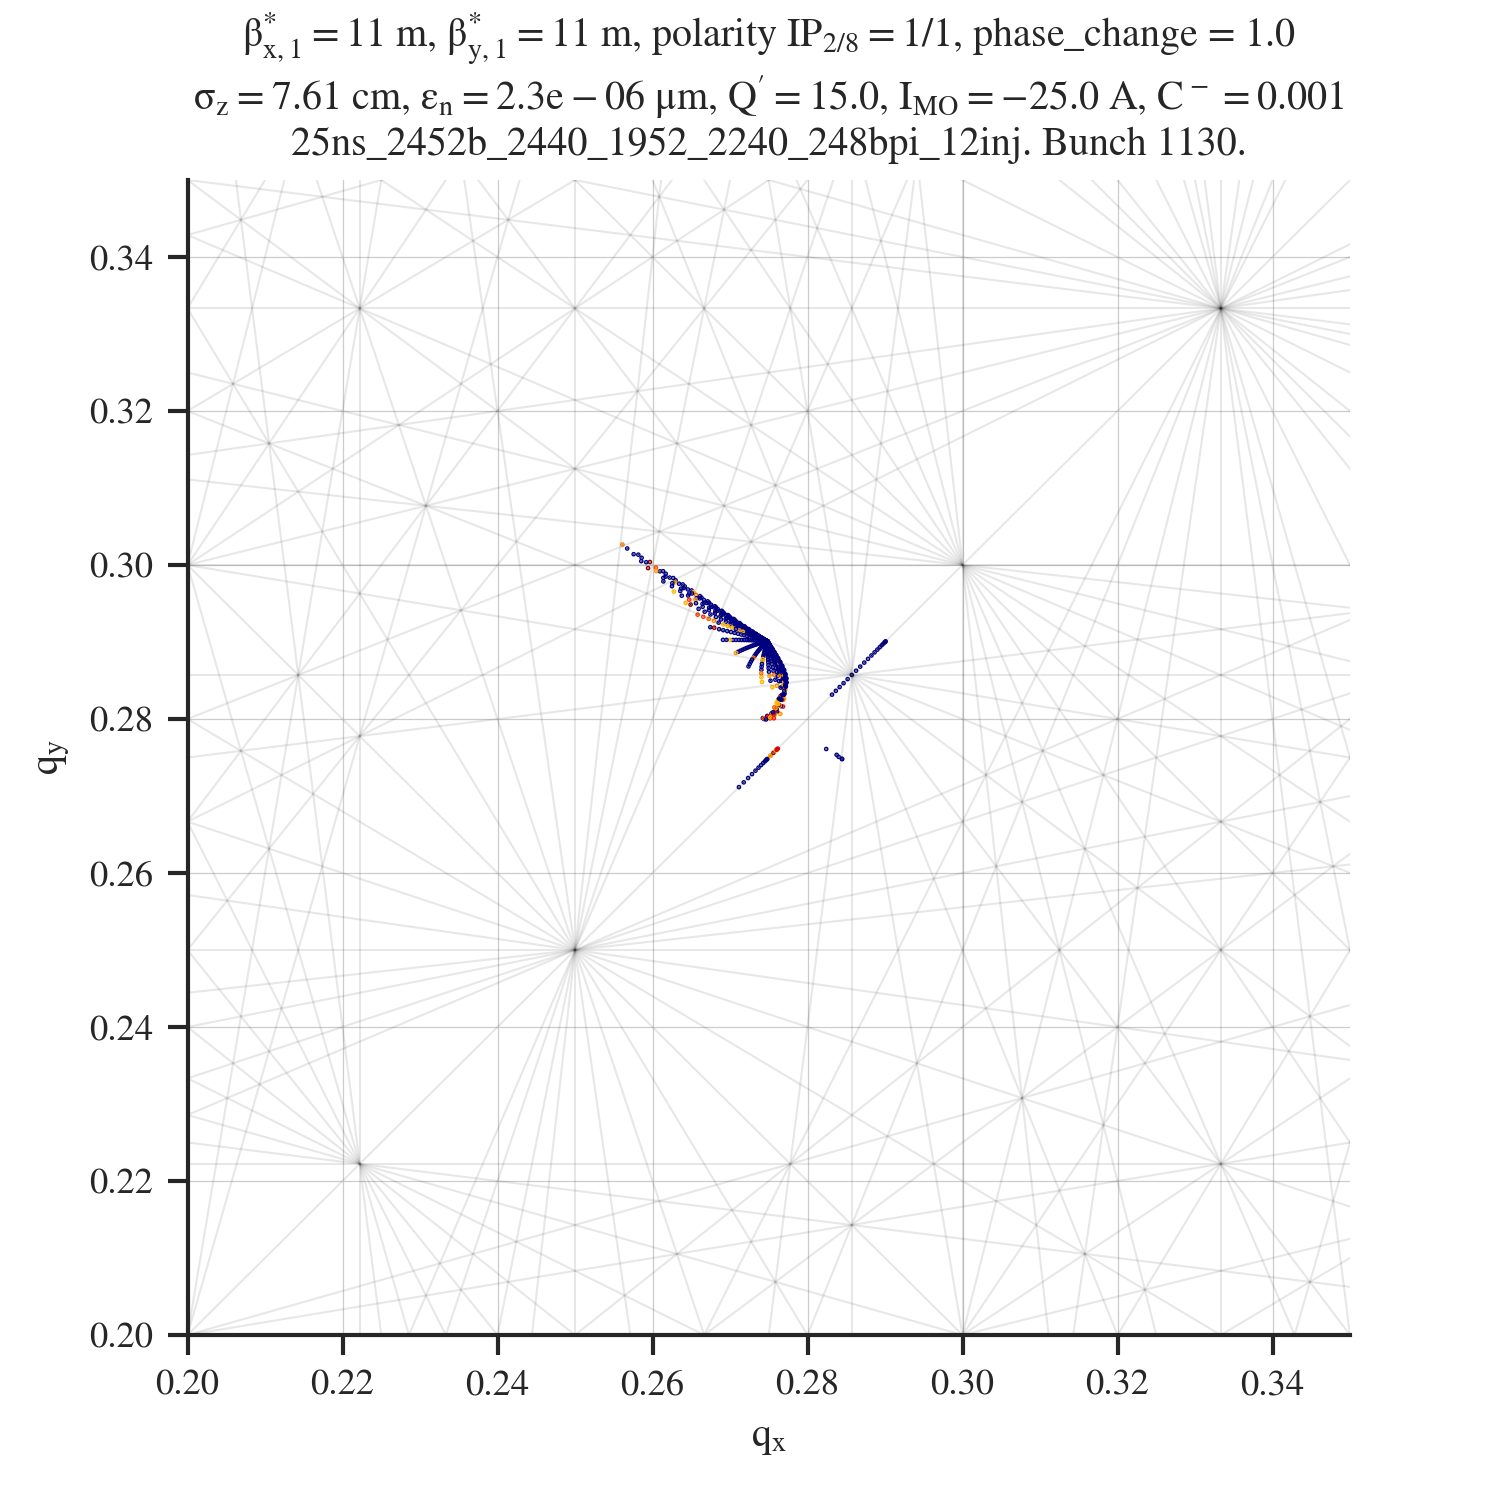 β*x, 1 = 11 m, β*y, 1 = 11 m, polarity IP2/8 = 1/1, phase_change = 1.0
σz = 7.61 cm, εn = 2.3e − 06 μm, Q′ = 15.0, IMO = −25.0 A, C− = 0.001
25ns_2452b_2440_1952_2240_248bpi_12inj. Bunch 1130.
0.34
0.32
0.30
0.28
qy
0.26
0.24
0.22
0.20
0.20 0.22 0.24 0.26 0.28 0.30 0.32 0.34
qx